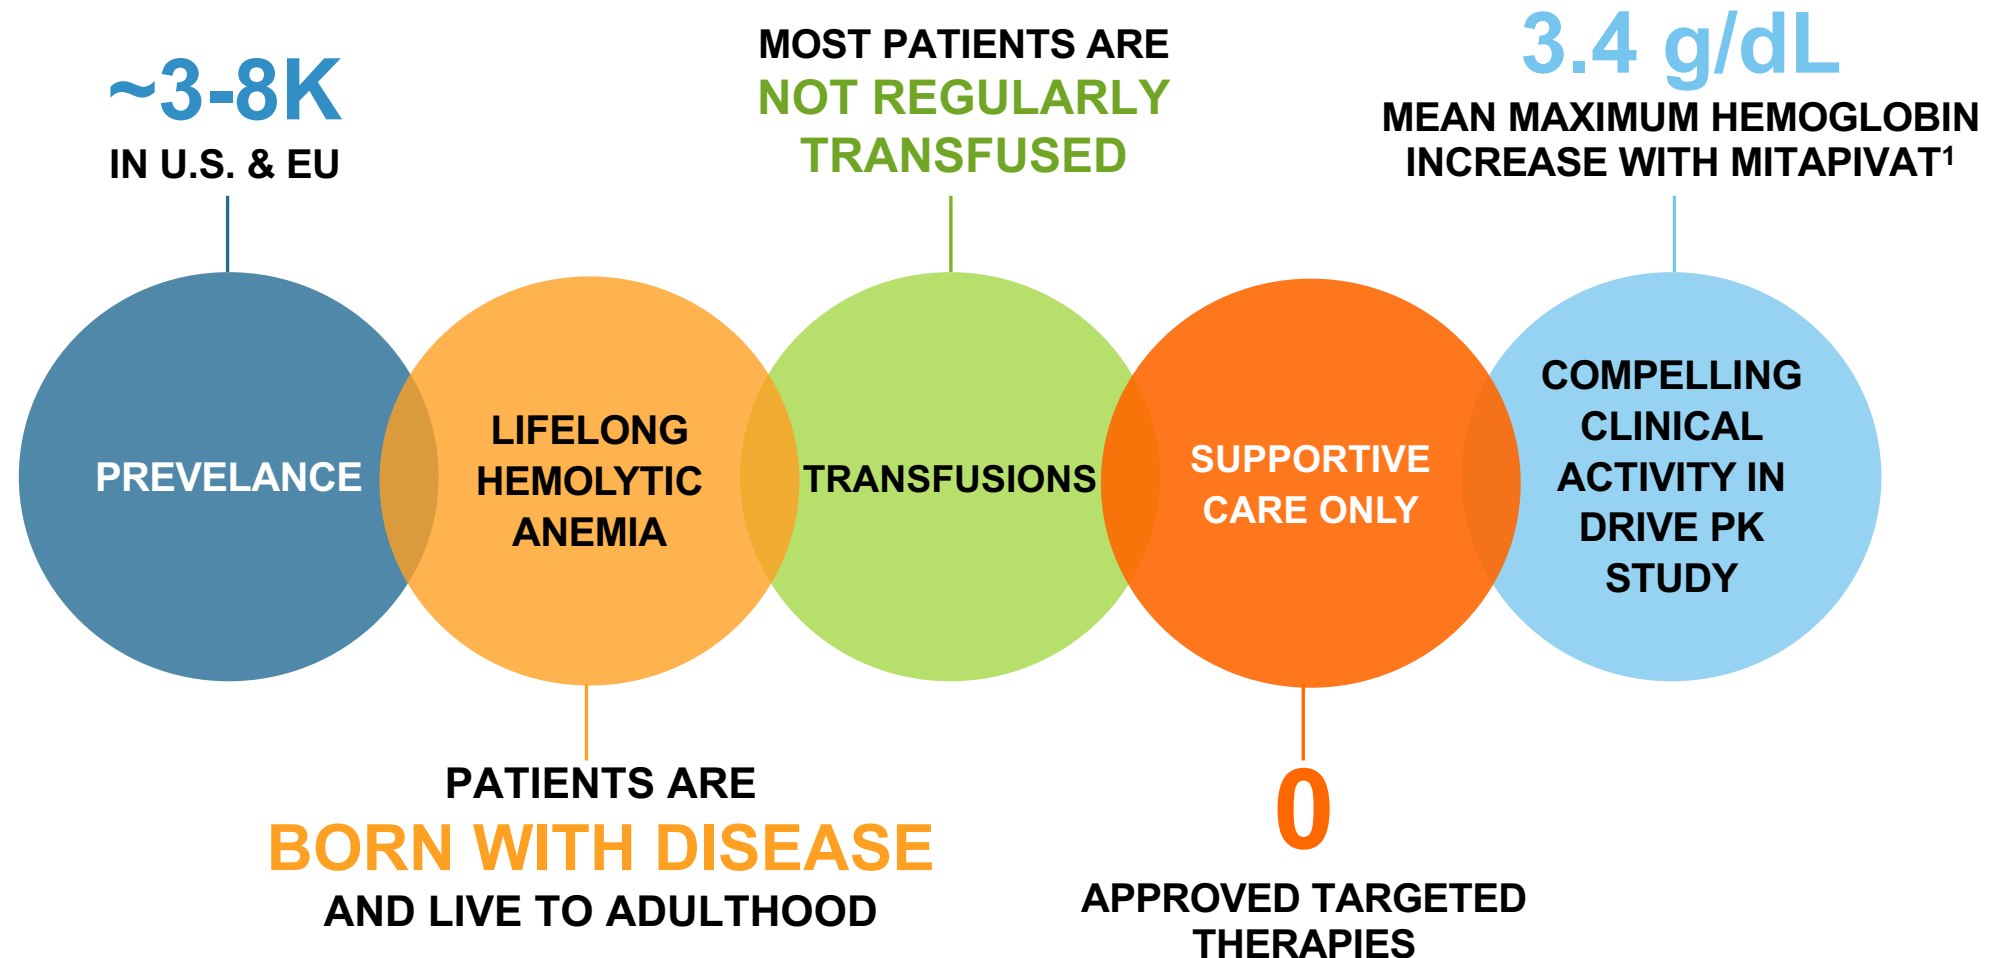 ~3-8K
IN U.S. & EU
PREVELANCE
LIFELONG
HEMOLYTIC
ANEMIA
PATIENTS ARE
BORN WITH DISEASE
AND LIVE TO ADULTHOOD
MOST PATIENTS ARE
NOT REGULARLY
TRANSFUSED
TRANSFUSIONS
SUPPORTIVE
CARE ONLY
0
APPROVED TARGETED
THERAPIES
3.4 g/dL
MEAN MAXIMUM HEMOGLOBIN
INCREASE WITH MITAPIVAT¹
COMPELLING
CLINICAL
ACTIVITY IN
DRIVE PK
STUDY